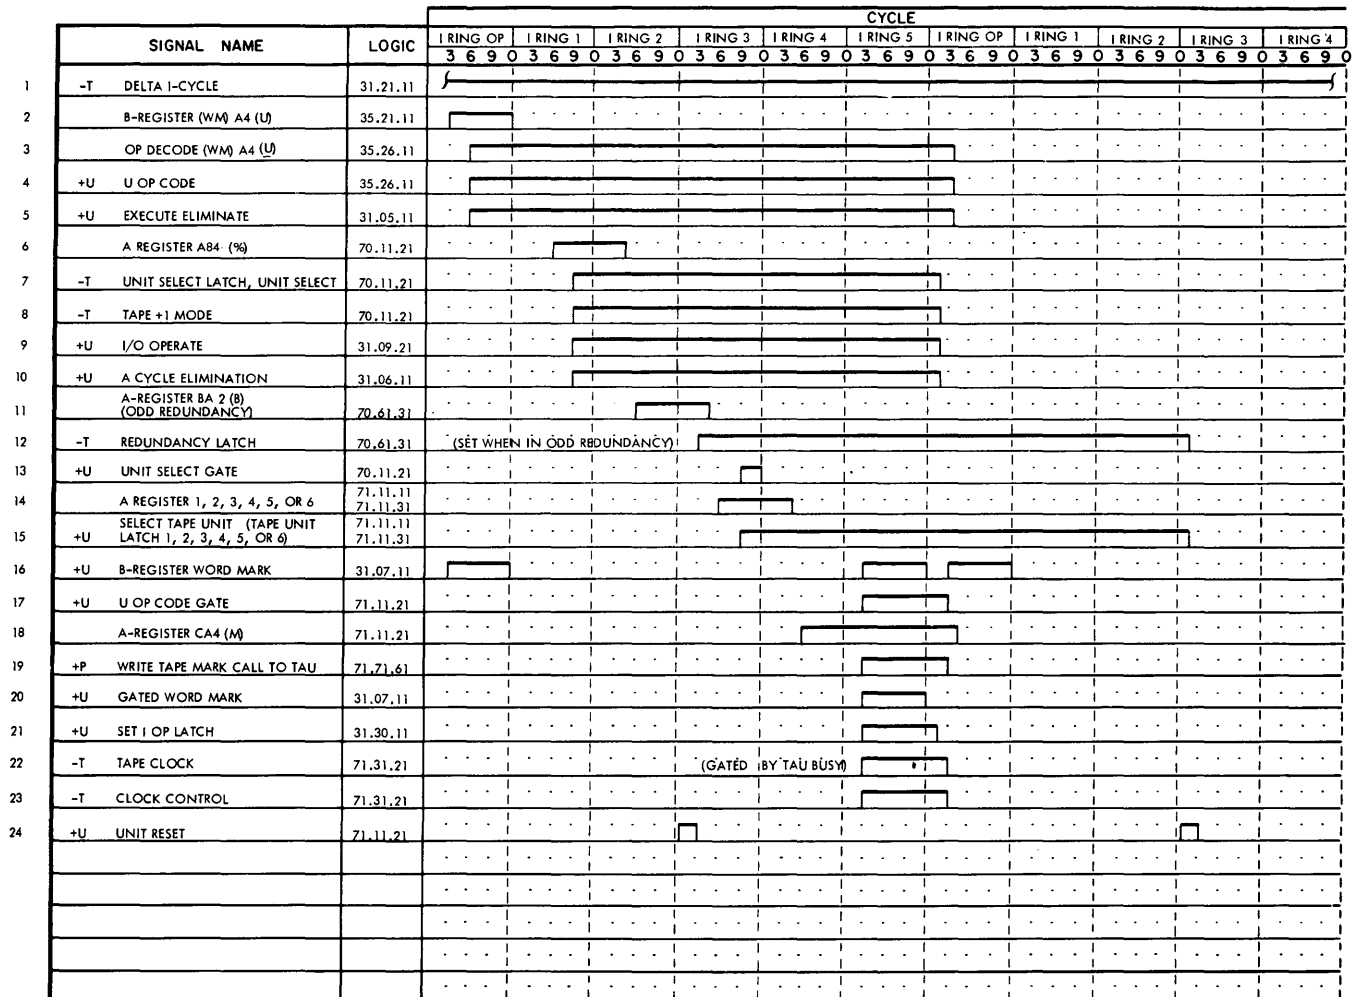 CYCLE
SIGNAL NAME LOGIC I RING OP I RING 1 I RING 2 I RING 3 I RING 4 I RING 5 I RING OP I RING 1 I RING 2 I RING 3 I RING 4
3 6 9 0 3 6 9 0 3 6 9 0 3 6 9 0 3 6 9 0 3 6 9 0 3 6 9 0 3 6 9 0 3 6 9 0 3 6 9 0 3 6 9 0
1 -T DELTA I-CYCLE 31.21.11
2 B-REGISTER (WM) A4 (U) 35.21.11
3 OP DECODE (WM) A4 (U) 35.26.11
4 +U U OP CODE 35.26.11
5 +U EXECUTE ELIMINATE 31.05.11
6 A REGISTER A84 (%) 70.11.21
7 -T UNIT SELECT LATCH, UNIT SELECT 70.11.21
8 -T TAPE +1 MODE 70.11.21
9 +U I/O OPERATE 31.09.21
10 +U A CYCLE ELIMINATION 31.06.11
A-REGISTER BA 2 (B)
11 (ODD REDUNDANCY) 70.61.31
12 -T REDUNDANCY LATCH 70.61.31 (SET WHEN IN ODD REDUNDANCY)
13 +U UNIT SELECT GATE 70.11.21
71.11.11
14 A REGISTER 1, 2, 3, 4, 5, OR 6 71.11.31
SELECT TAPE UNIT (TAPE UNIT 71.11.11
15 +U LATCH 1, 2, 3, 4, 5, OR 6) 71.11.31
16 +U B-REGISTER WORD MARK 31.07.11
17 +U U OP CODE GATE 71.11.21
18 A-REGISTER CA4 (M) 71.11.21
19 +P WRITE TAPE MARK CALL TO TAU 71.71.61
20 +U GATED WORD MARK 31.07.11
21 +U SET I OP LATCH 31.30.11
22 -T TAPE CLOCK 71.31.21 (GATED BY TAU BUSY)
23 -T CLOCK CONTROL 71.31.21
24 +U UNIT RESET 71.11.21